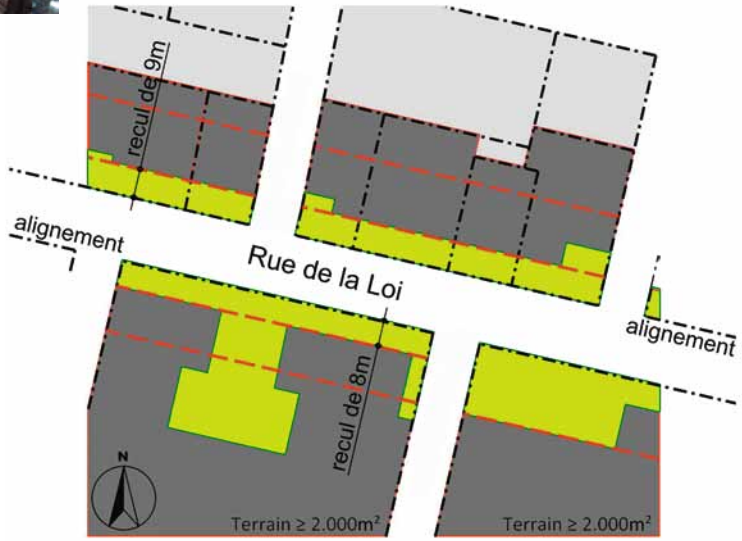 recul de 9m
alignement
Rue de la Loi
alignement
recul de 8m
N
Terrain ≥ 2.000m²
Terrain ≥ 2.000m²